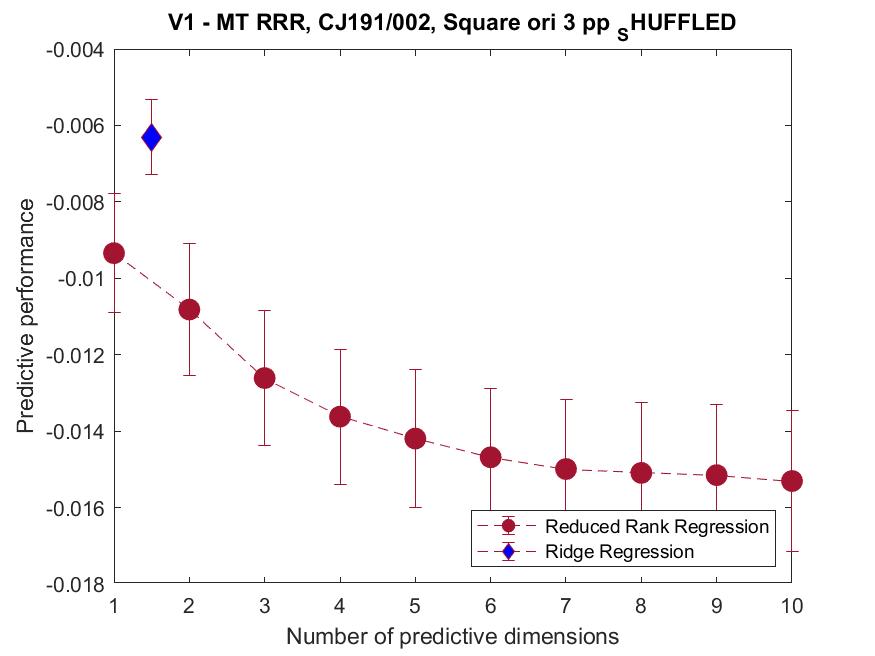 V1 - MT RRR, CJ191/002, Square ori 3 pp SHUFFLED
-0.004
-0.006
-0.008
-0.01
-0.012
-0.014
-0.016
-0.018
Predictive performance
Reduced Rank Regression
Ridge Regression
1 2 3 4 5 6 7 8 9 10
Number of predictive dimensions